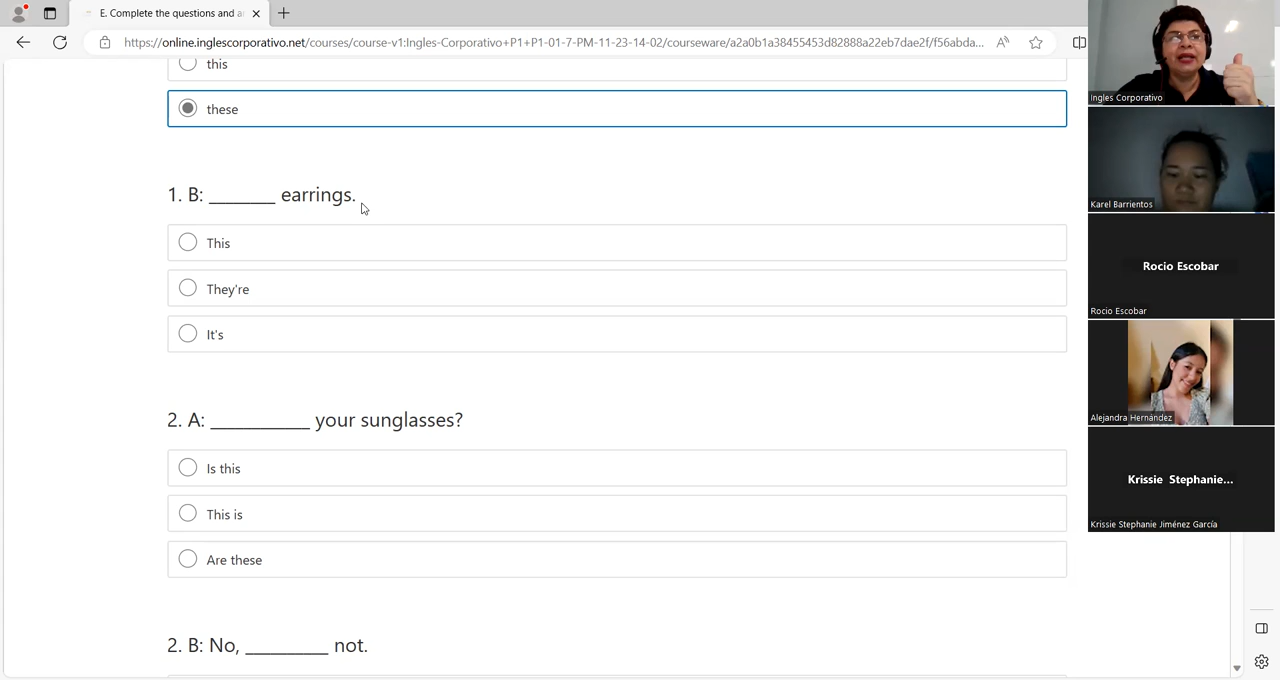 E. Complete the questions and a
https://online.inglescorporativo.net/courses/course-v1:Ingles-Corporativo+P1+P1-01-7-PM-11-23-14-02/courseware/a2a0b1a38455453d82888a22eb7dae2f/f56abda...
this
these
1. B: _______ earrings.
This
They're
It's
2. A: ___________ your sunglasses?
Is this
This is
Are these
2. B: No, _________ not.
Ingles Corporativo
Karel Barrientos
Rocio Escobar
Rocio Escobar
Alejandra Hernández
Krissie Stephanie...
Krissie Stephanie Jiménez García